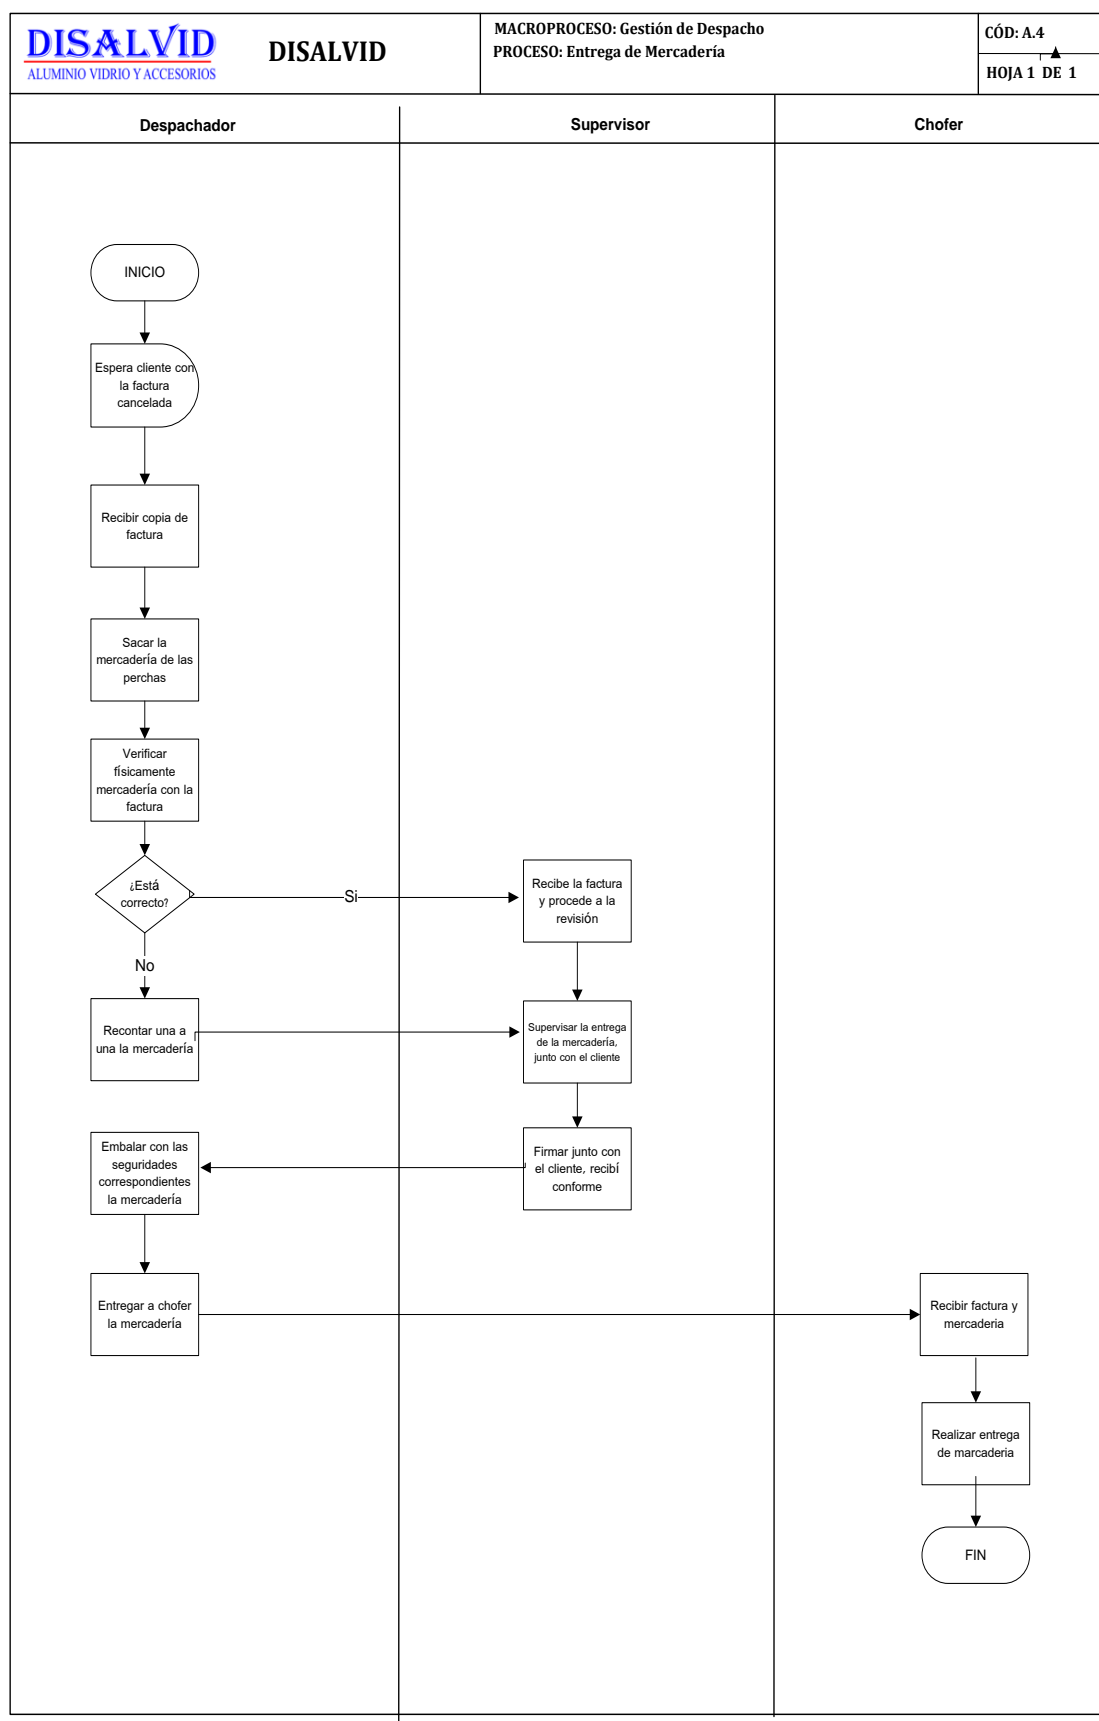 DISALVID
ALUMINIO VIDRIO Y ACCESORIOS
DISALVID
MACROPROCESO: Gestión de Despacho
PROCESO: Entrega de Mercadería
CÓD: A.4
HOJA 1 DE 1
Despachador
Supervisor
Chofer
INICIO
Espera cliente con
la factura
cancelada
Recibir copia de
factura
Sacar la
mercadería de las
perchas
Verificar
físicamente
mercadería con la
factura
¿Está
correcto?
Si
Recibe la factura
y procede a la
revisión
No
Recontar una a
una la mercadería
Supervisar la entrega
de la mercadería,
junto con el cliente
Firmar junto con
el cliente, recibí
conforme
Embalar con las
seguridades
correspondientes
la mercadería
Entregar a chofer
la mercadería
Recibir factura y
mercaderia
Realizar entrega
de marcaderia
FIN